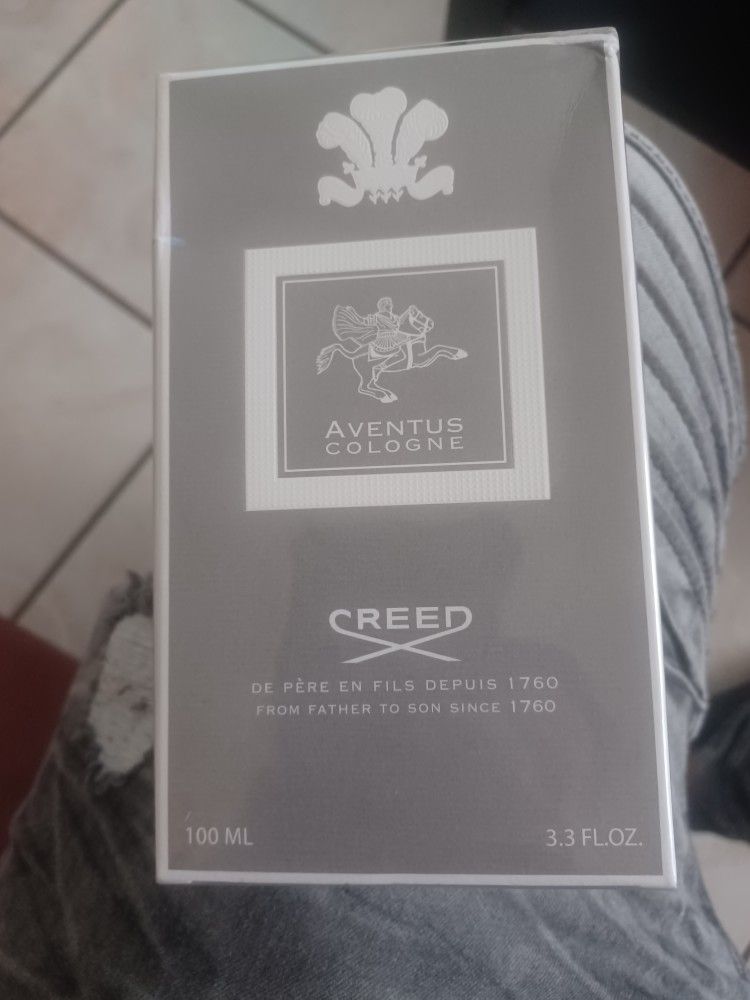 AVENTUS
COLOGNE
CREED
DE PÈRE EN FILS DEPUIS 1760
FROM FATHER TO SON SINCE 1760
100 ML
3.3 FL.OZ.